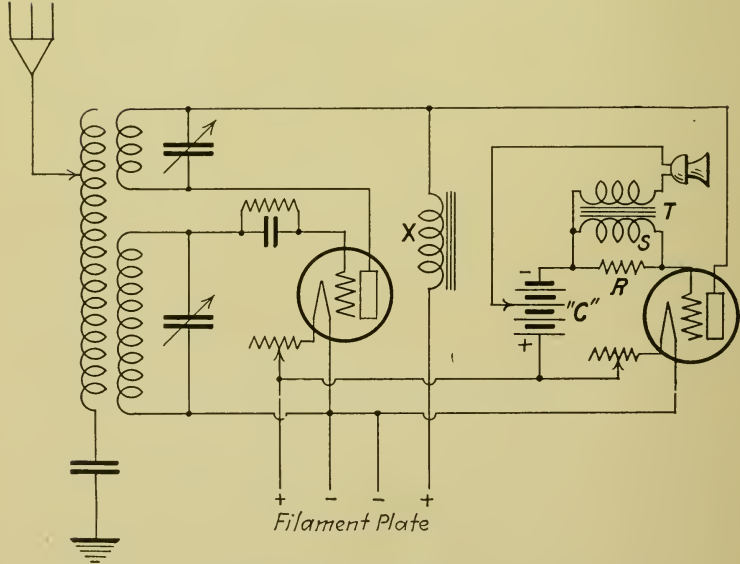 X
T
S
R
-
"C"
+
+ - - +
Filament Plate